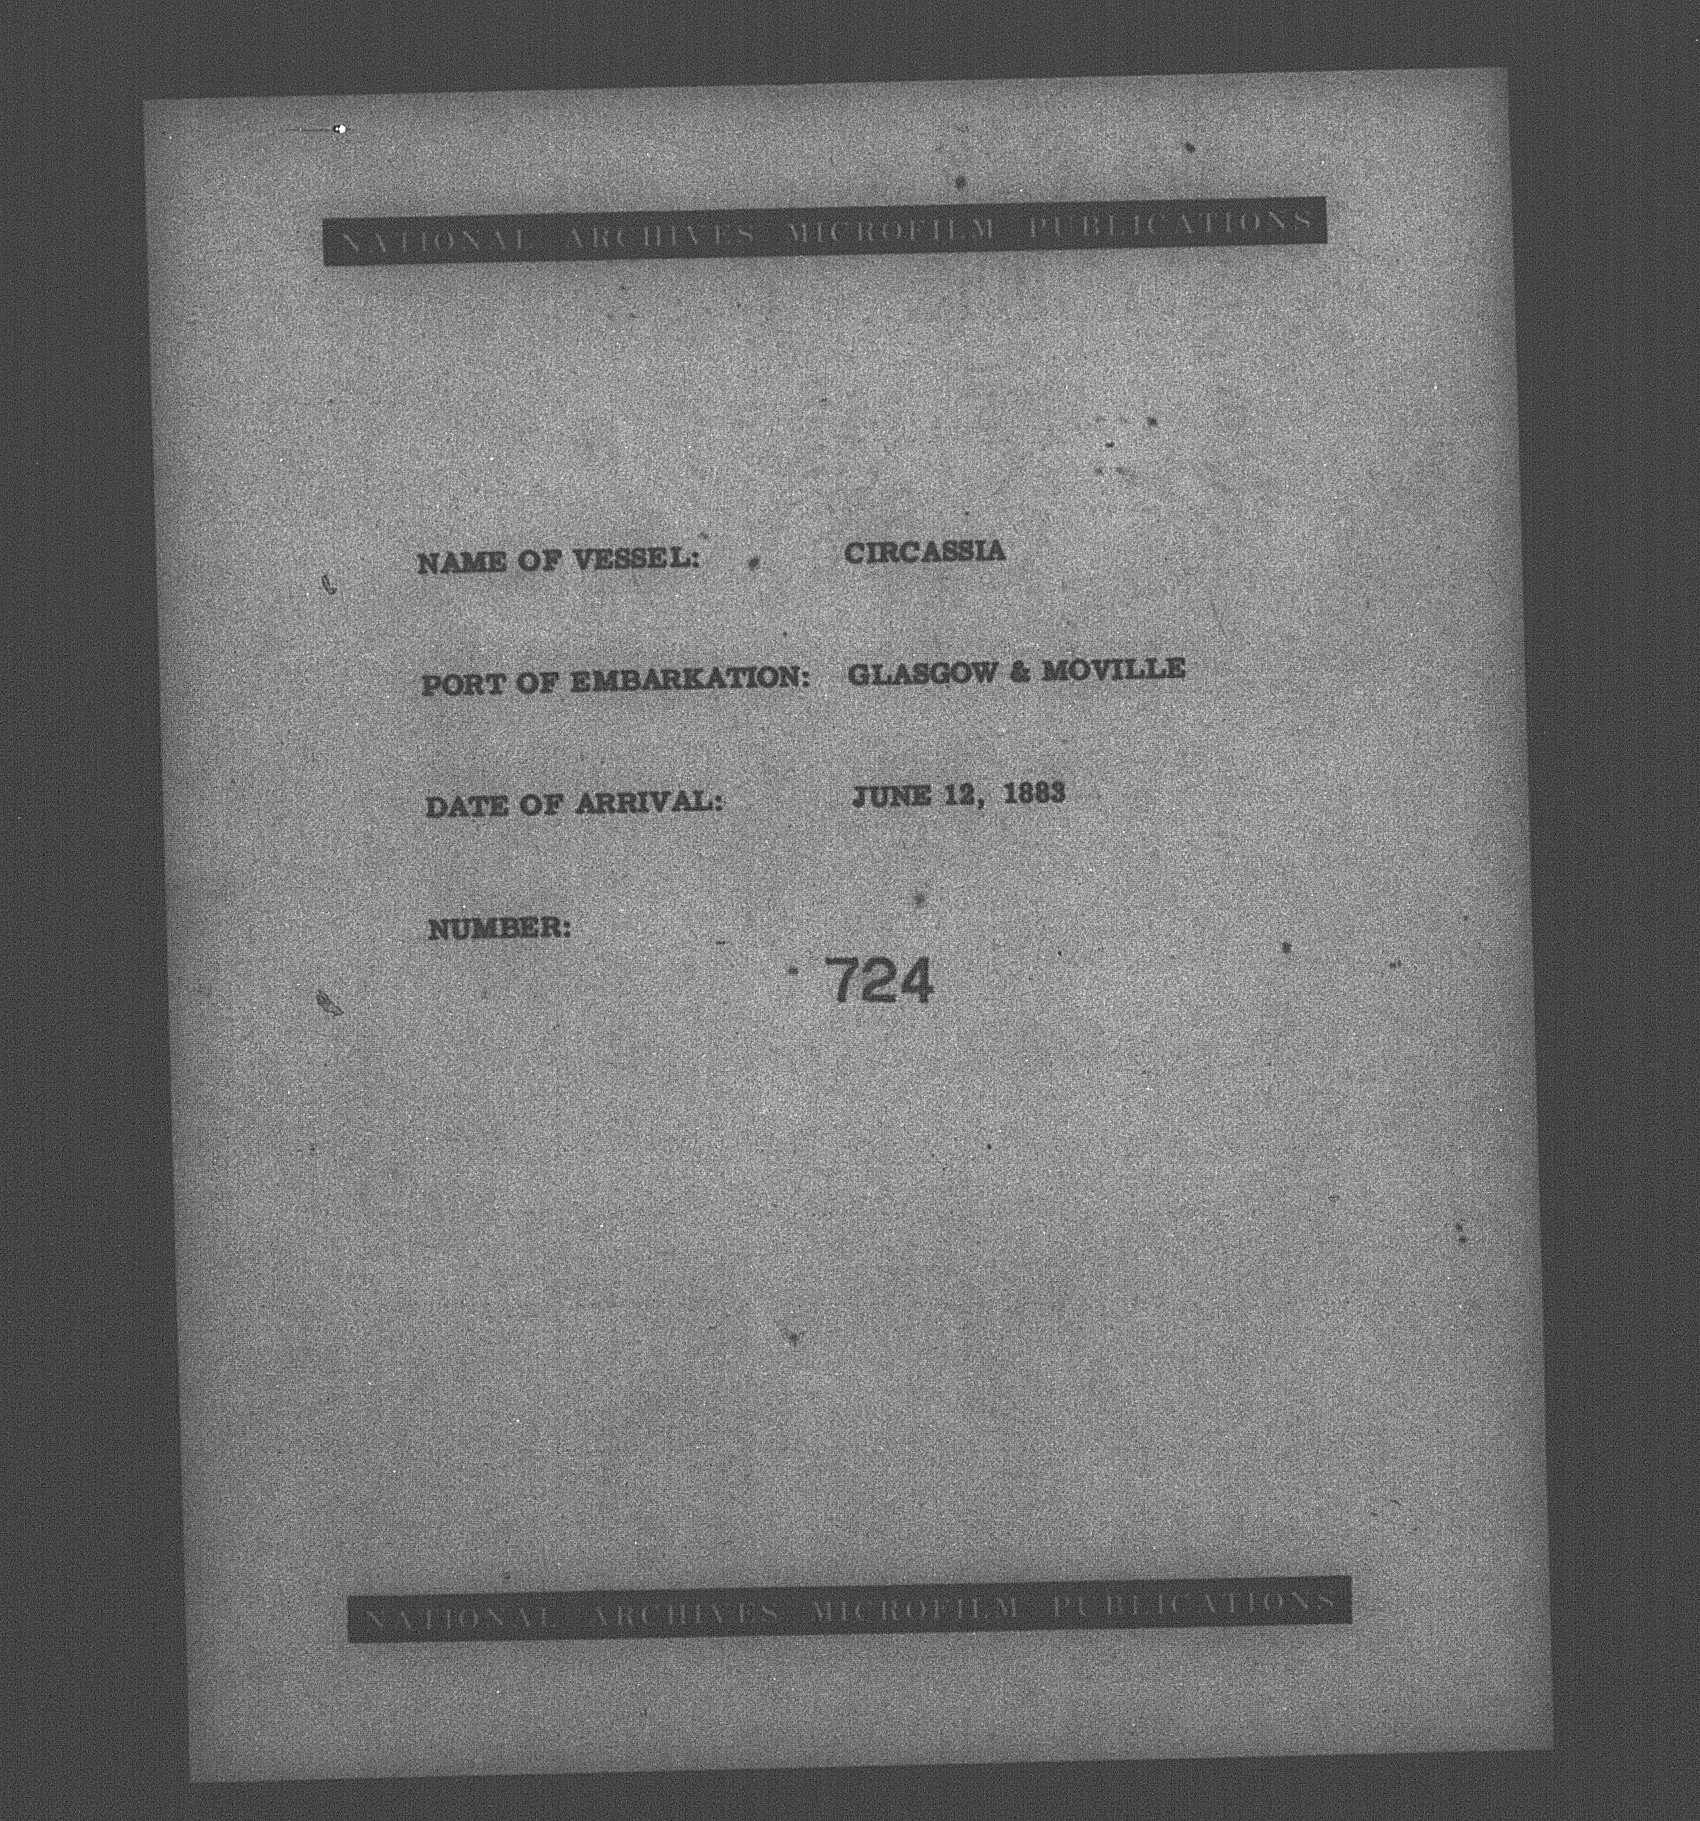 NATIONAL ARCHIVES MICROFILM PUBLICATIONS
NAME OF VESSEL: CIRCASSIA
PORT OF EMBARKATION: GLASGOW & MOVILLE
DATE OF ARRIVAL: JUNE 12, 1883
NUMBER:
724
NATIONAL ARCHIVES MICROFILM PUBLICATIONS